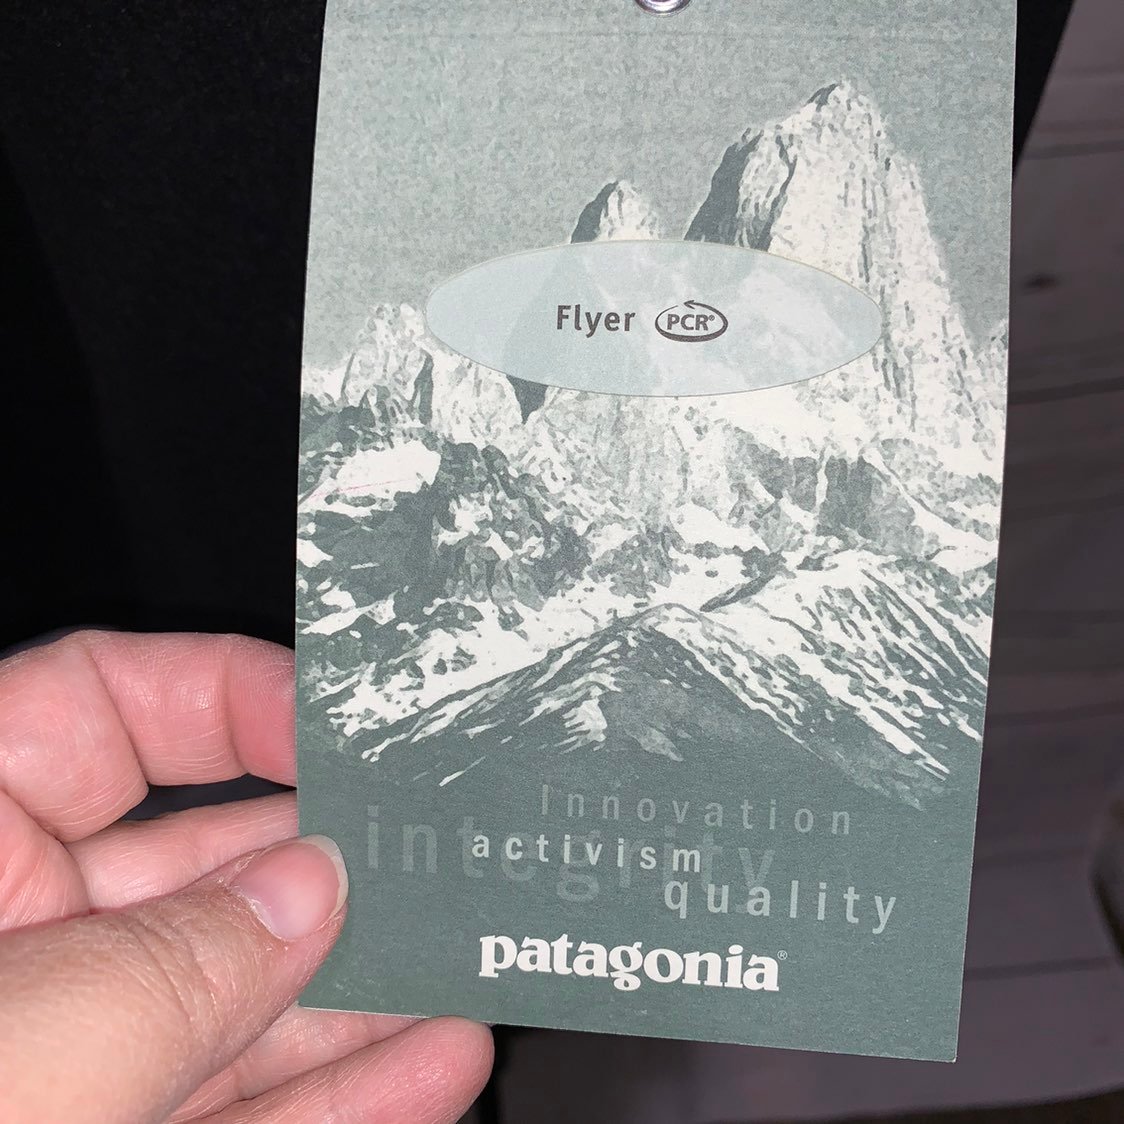 Flyer PCR®
Innovation
integrity
activism
quality
patagonia®